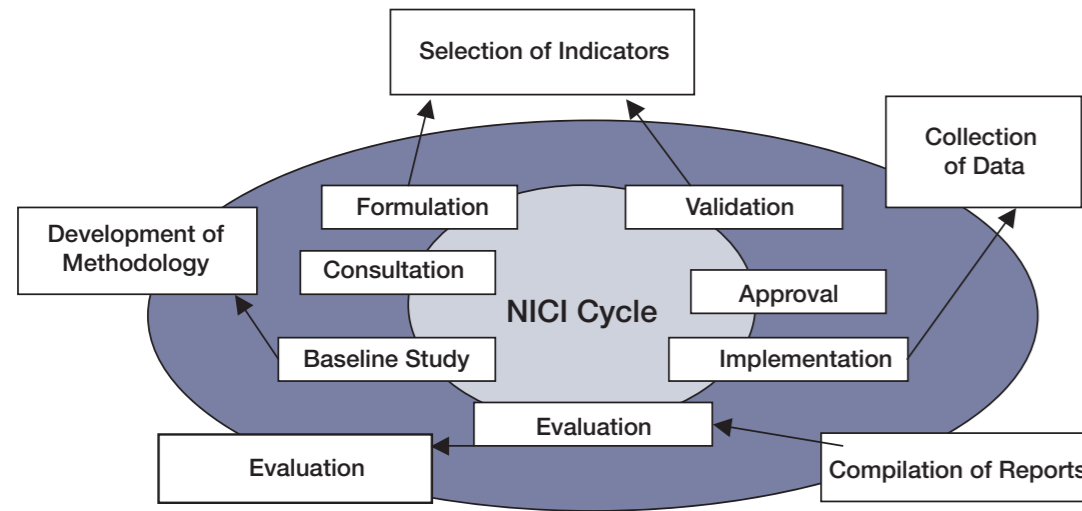 Selection of Indicators
Collection
of Data
Formulation
Validation
Development of
Methodology
Consultation
Approval
NICI Cycle
Baseline Study
Implementation
Evaluation
Evaluation
Compilation of Reports